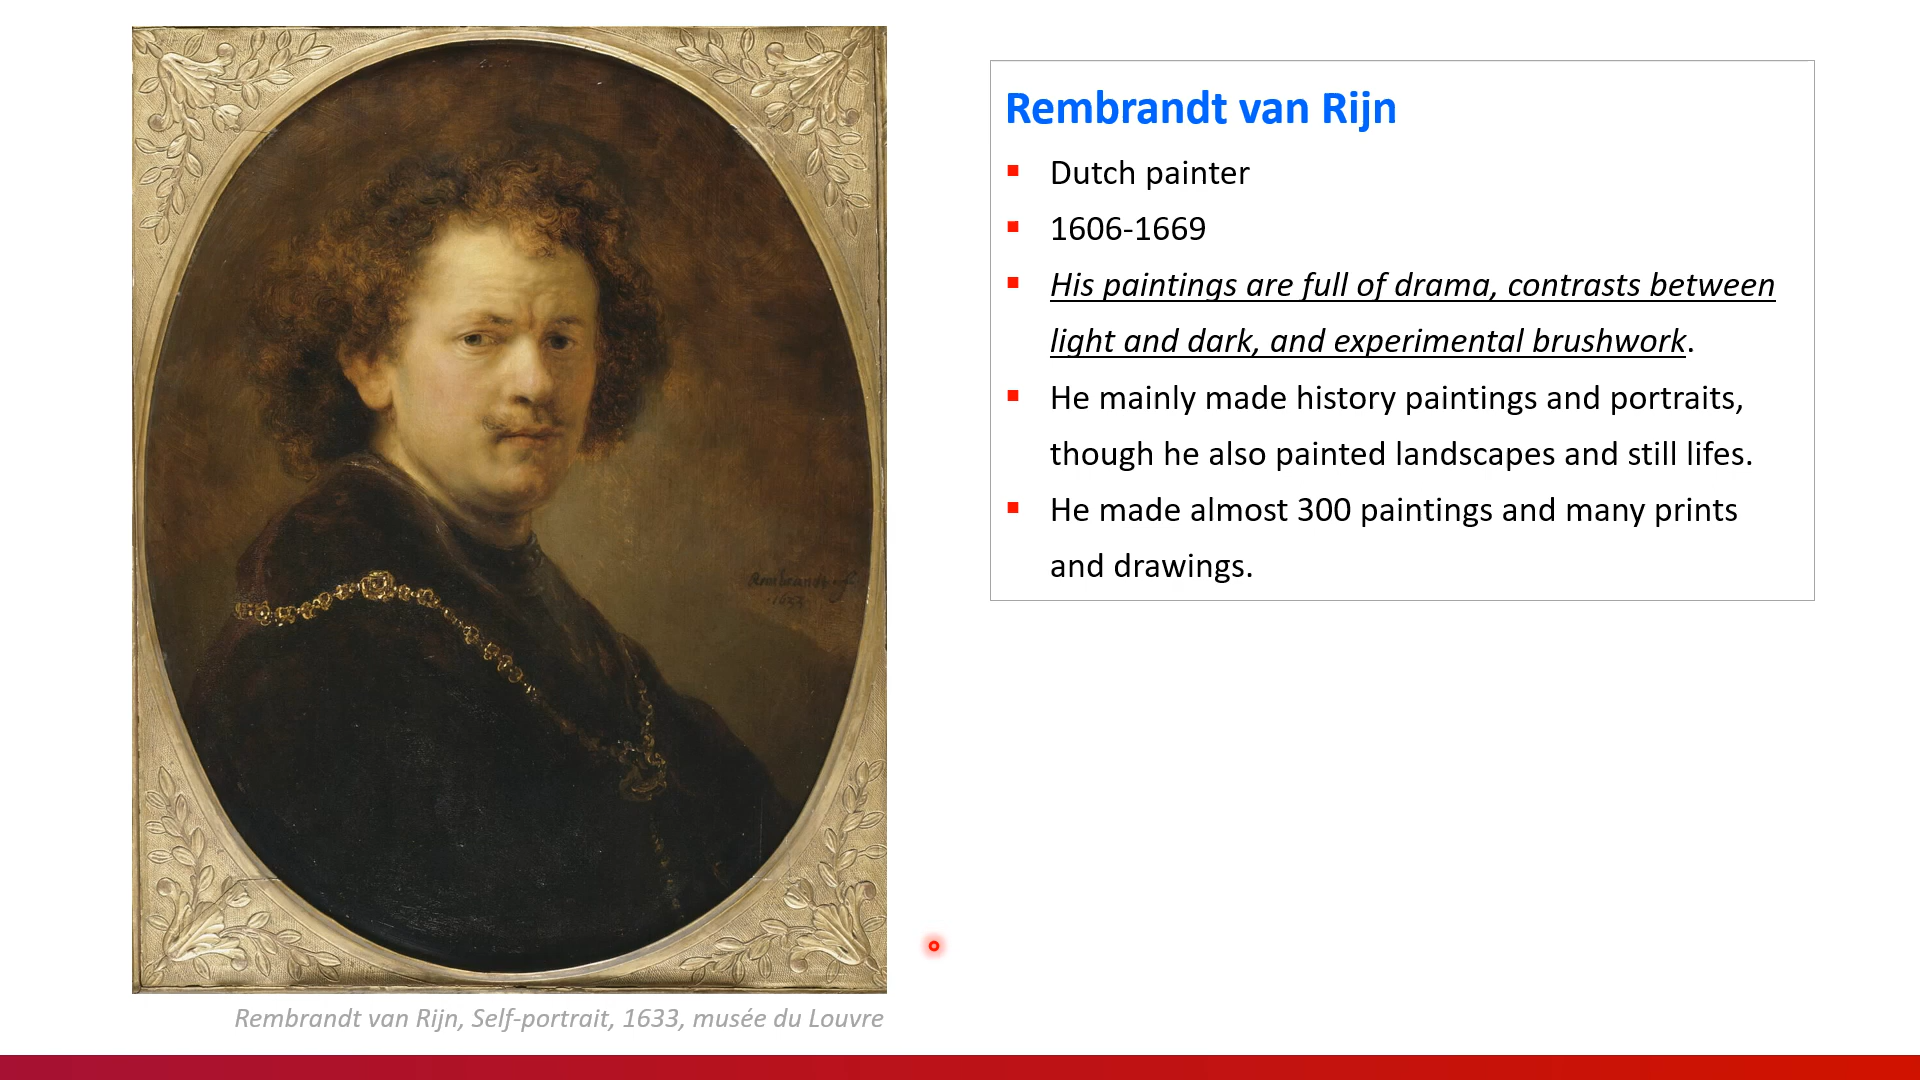 Rembrandt van Rijn
Dutch painter
1606-1669
His paintings are full of drama, contrasts between
light and dark, and experimental brushwork.
He mainly made history paintings and portraits,
though he also painted landscapes and still lifes.
He made almost 300 paintings and many prints
and drawings.
Rembrandt f
Rembrandt van Rijn, Self-portrait, 1633, musée du Louvre